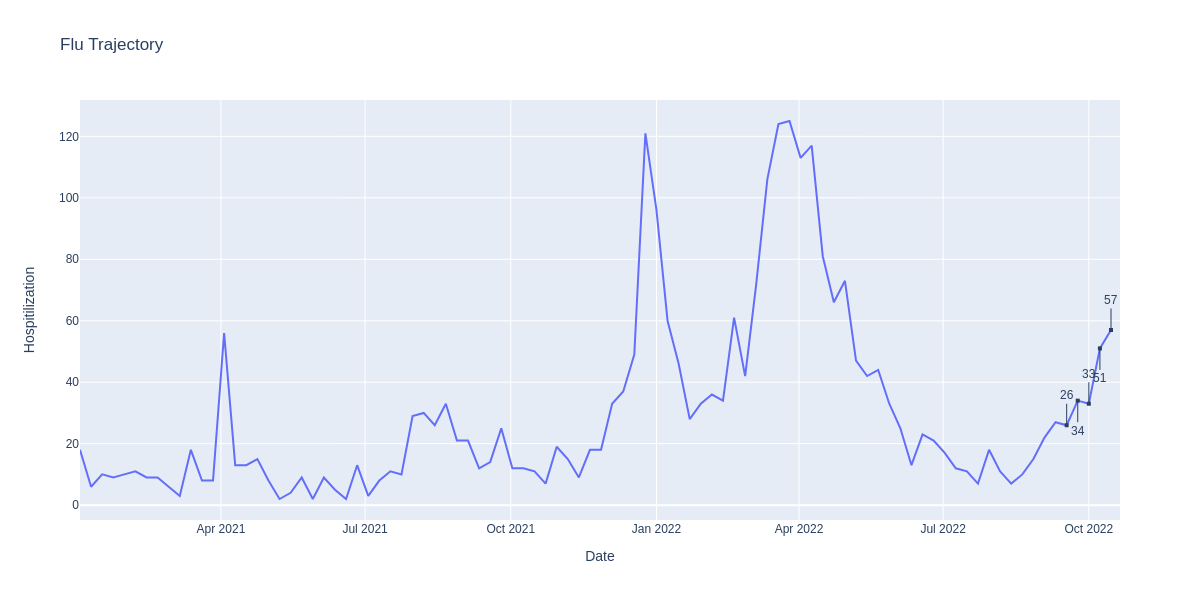 Flu Trajectory
Hospitilization
120
100
80
60
40
20
0
57
33
51
26
34
Apr 2021
Jul 2021
Oct 2021
Jan 2022
Apr 2022
Jul 2022
Oct 2022
Date